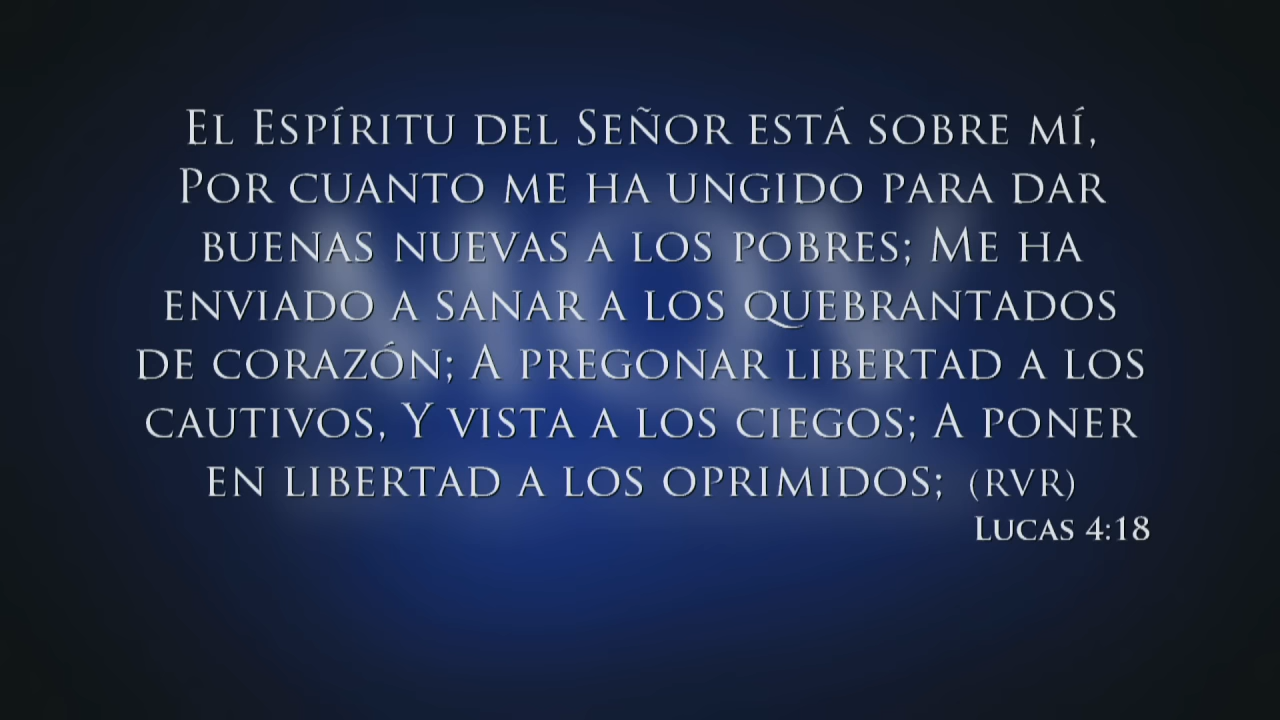 El Espíritu del Señor está sobre mí,
Por cuanto me ha ungido para dar
buenas nuevas a los pobres; Me ha
enviado a sanar a los quebrantados
de corazón; A pregonar libertad a los
cautivos, Y vista a los ciegos; A poner
en libertad a los oprimidos; (RVR)
Lucas 4:18